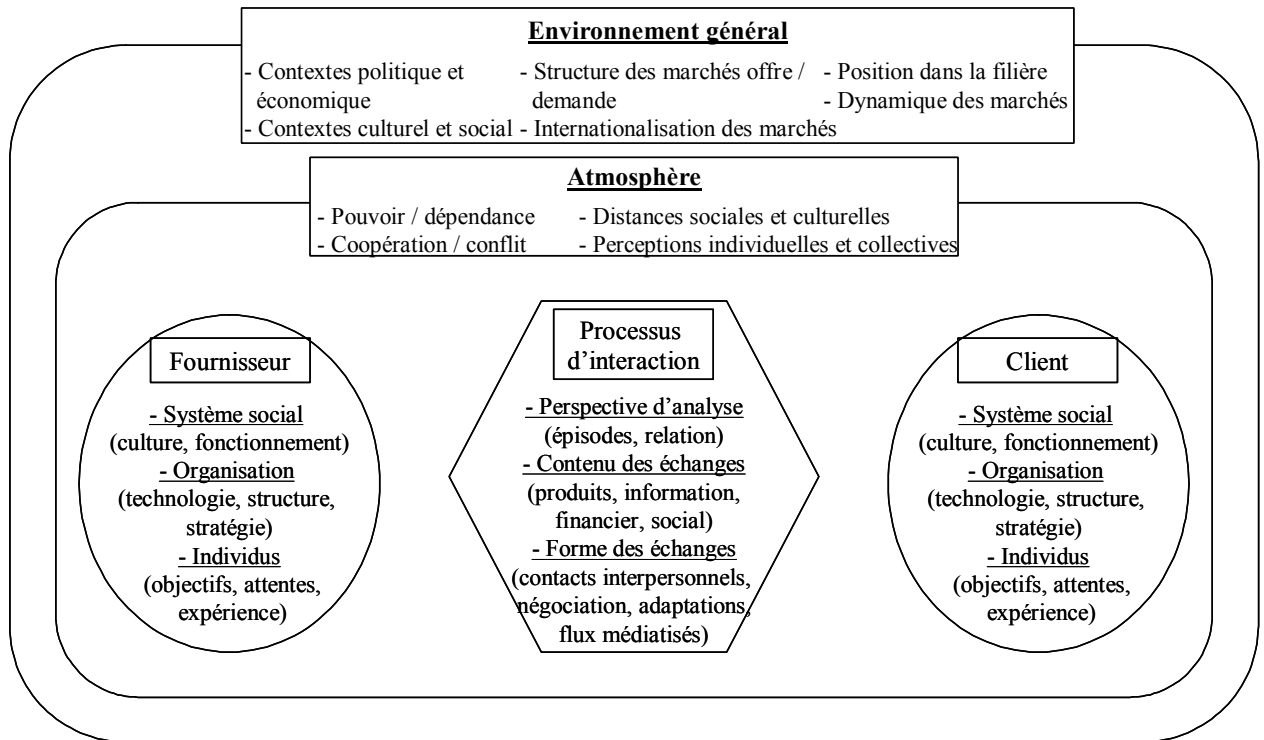 Environnement général
- Contextes politique et
économique
- Contextes culturel et social
- Structure des marchés offre /
demande
- Internationalisation des marchés
- Position dans la filière
- Dynamique des marchés
Atmosphère
- Pouvoir / dépendance
- Coopération / conflit
- Distances sociales et culturelles
- Perceptions individuelles et collectives
Fournisseur
- Système social
(culture, fonctionnement)
- Organisation
(technologie, structure,
stratégie)
- Individus
(objectifs, attentes,
expérience)
Processus
d’interaction
- Perspective d’analyse
(épisodes, relation)
- Contenu des échanges
(produits, information,
financier, social)
- Forme des échanges
(contacts interpersonnels,
négociation, adaptations,
flux médiatisés)
Client
- Système social
(culture, fonctionnement)
- Organisation
(technologie, structure,
stratégie)
- Individus
(objectifs, attentes,
expérience)